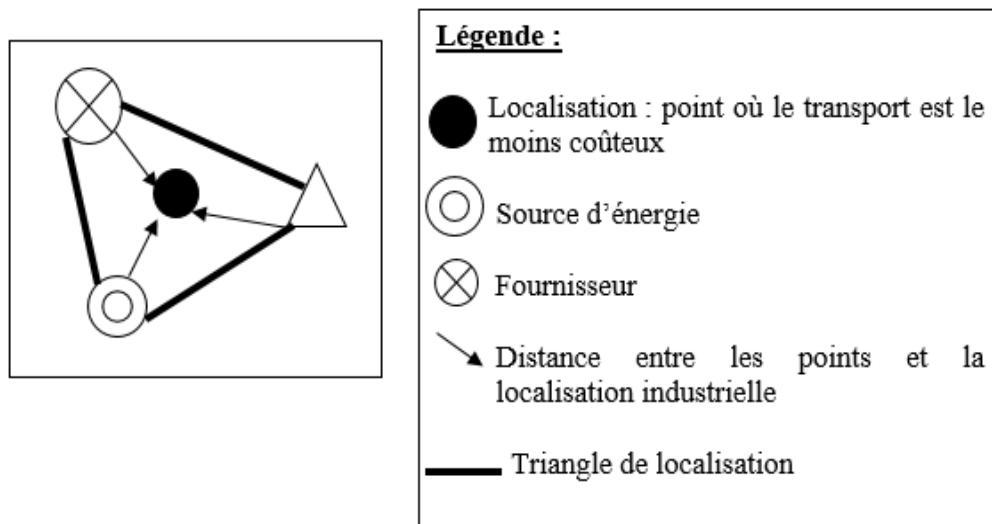 Légende :
Localisation : point où le transport est le
moins coûteux
Source d’énergie
Fournisseur
Distance entre les points et la
localisation industrielle
Triangle de localisation